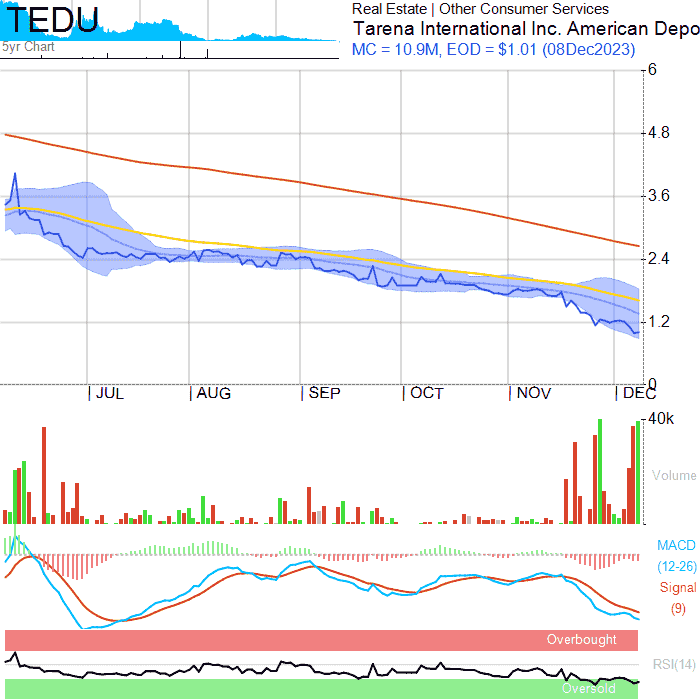 TEDU
5yr Chart
Real Estate | Other Consumer Services
Tarena International Inc. American Depo
MC = 10.9M, EOD = $1.01 (08Dec2023)
6
4.8
3.6
2.4
1.2
0
JUL AUG SEP OCT NOV DEC
40k
Volume
MACD
(12-26)
Signal
(9)
Overbought
RSI(14)
Oversold